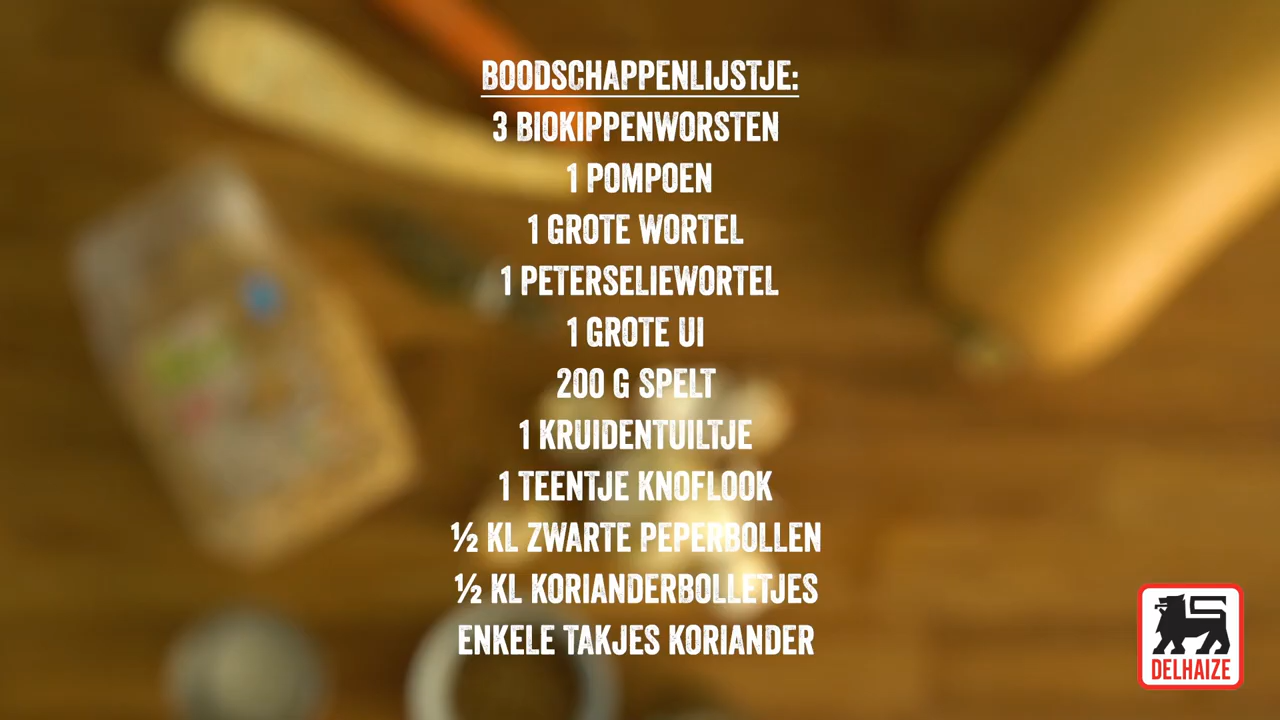 BOODSCHAPPENLIJSTJE:
3 BIOKIPPENWORSTEN
1 POMPOEN
1 GROTE WORTEL
1 PETERSELIEWORTEL
1 GROTE UI
200 G SPELT
1 KRUIDENTUILTJE
1 TEENTJE KNOFLOOK
½ KL ZWARTE PEPERBOLLEN
½ KL KORIANDERBOLLETJES
ENKELE TAKJES KORIANDER
DELHAIZE